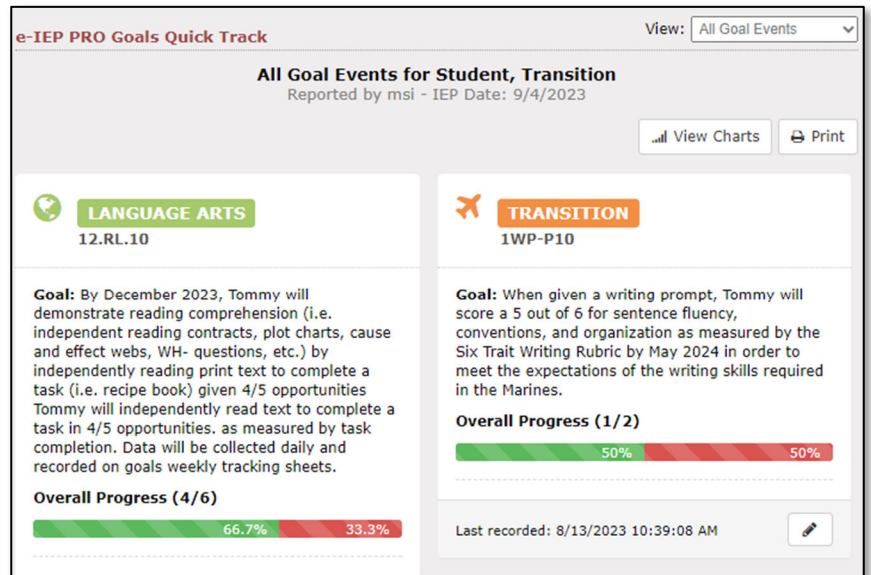 e-IEP PRO Goals Quick Track
View: All Goal Events
All Goal Events for Student, Transition
Reported by msi - IEP Date: 9/4/2023
View Charts
Print
LANGUAGE ARTS
12.RL.10
Goal: By December 2023, Tommy will
demonstrate reading comprehension (i.e.
independent reading contracts, plot charts, cause
and effect webs, WH- questions, etc.) by
independently reading print text to complete a
task (i.e. recipe book) given 4/5 opportunities
Tommy will independently read text to complete a
task in 4/5 opportunities. as measured by task
completion. Data will be collected daily and
recorded on goals weekly tracking sheets.
Overall Progress (4/6)
66.7% 33.3%
TRANSITION
1WP-P10
Goal: When given a writing prompt, Tommy will
score a 5 out of 6 for sentence fluency,
conventions, and organization as measured by the
Six Trait Writing Rubric by May 2024 in order to
meet the expectations of the writing skills required
in the Marines.
Overall Progress (1/2)
50% 50%
Last recorded: 8/13/2023 10:39:08 AM